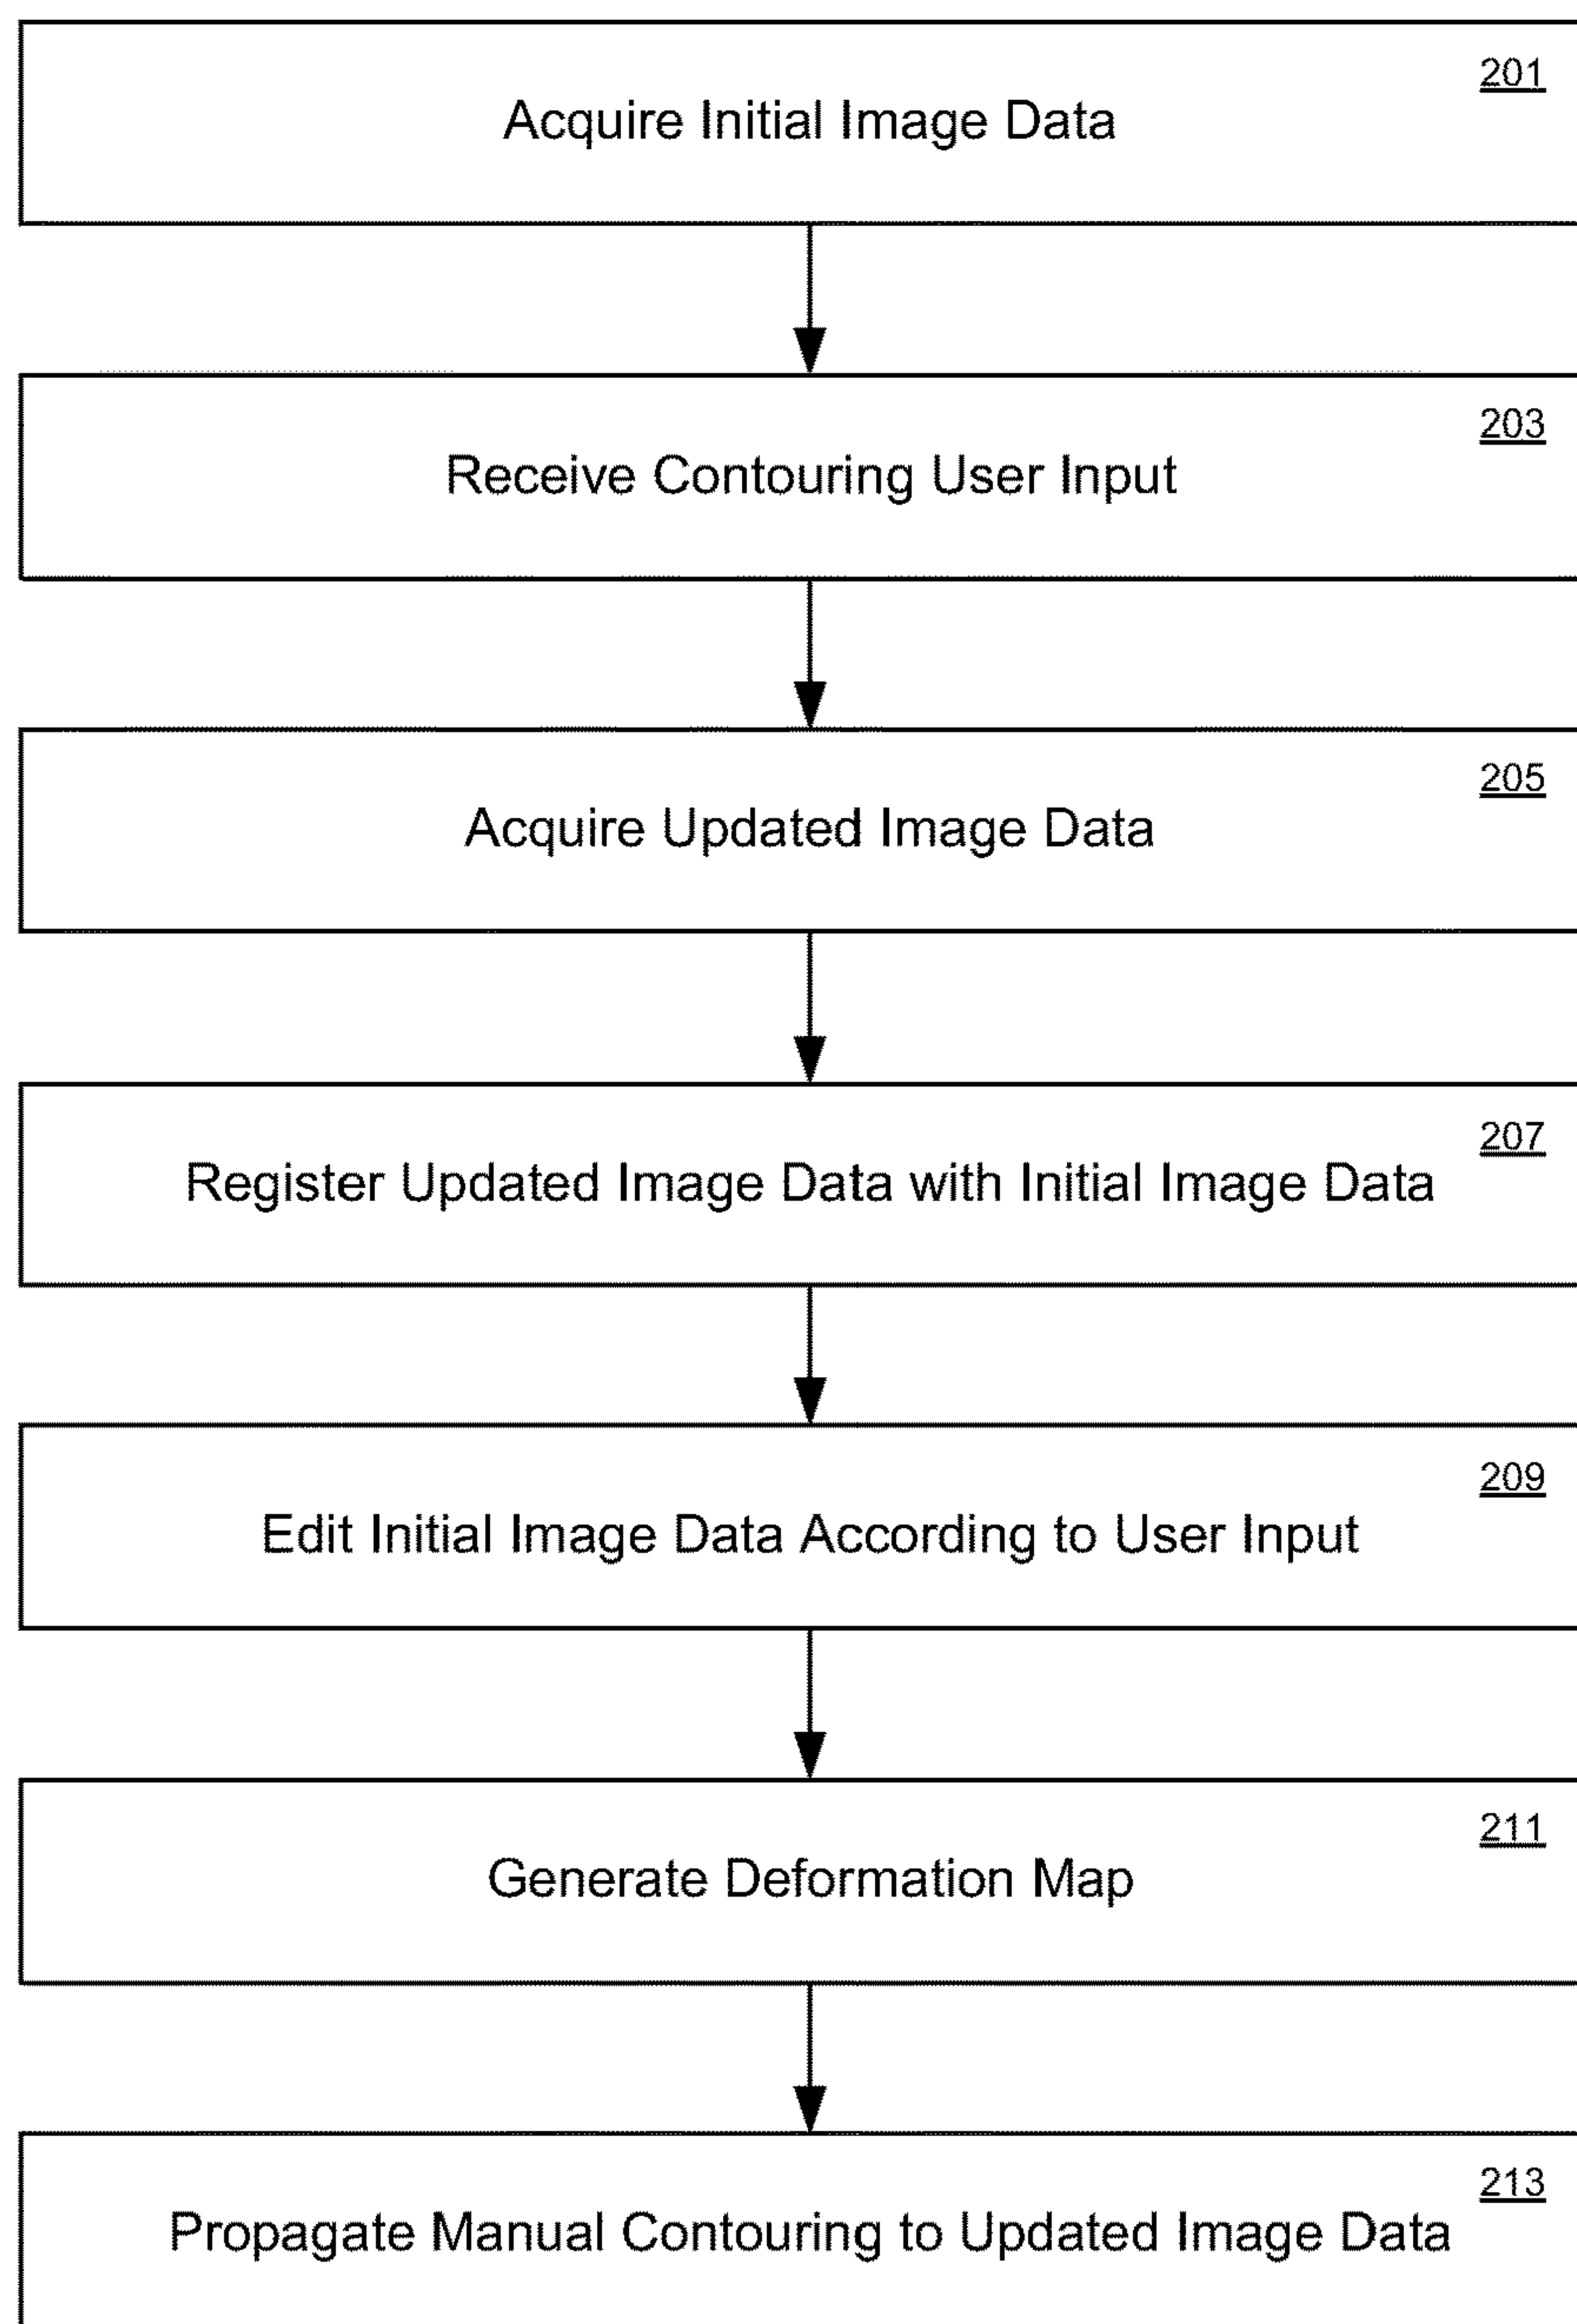 201
Acquire Initial Image Data
203
Receive Contouring User Input
205
Acquire Updated Image Data
207
Register Updated Image Data with Initial Image Data
209
Edit Initial Image Data According to User Input
211
Generate Deformation Map
213
Propagate Manual Contouring to Updated Image Data